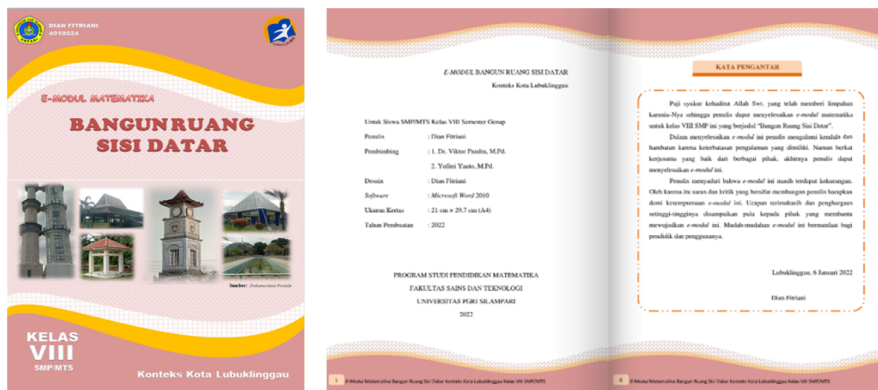 DIAN FITRIANI
4018024
E-MODUL MATEMATIKA
BANGUN RUANG
SISI DATAR
Sumber: Dokumentasi Penulis
KELAS
VIII
SMP/MTS
Konteks Kota Lubuklinggau
E-MODUL BANGUN RUANG SISI DATAR
Konteks Kota Lubuklinggau
Untuk Siswa SMP/MTS Kelas VIII Semester Genap
Penulis : Dian Fitriani
Pembimbing : 1. Dr. Viktor Pandra, M.Pd.
2. Yufitri Yanto, M.Pd.
Desain : Dian Fitriani
Software : Microsoft Word 2010
Ukuran Kertas : 21 cm × 29,7 cm (A4)
Tahun Pembuatan : 2022
PROGRAM STUDI PENDIDIKAN MATEMATIKA
FAKULTAS SAINS DAN TEKNOLOGI
UNIVERSITAS PGRI SILAMPARI
2022
i E-Modul Matematika Bangun Ruang Sisi Datar Konteks Kota Lubuklinggau Kelas VIII SMP/MTS
KATA PENGANTAR
Puji syukur kehadirat Allah Swt. yang telah memberi limpahan
karunia-Nya sehingga penulis dapat menyelesaikan e-modul matematika
untuk kelas VIII SMP ini yang berjudul "Bangun Ruang Sisi Datar".
Dalam menyelesaikan e-modul ini penulis mengalami kendala dan
hambatan karena keterbatasan pengalaman yang dimiliki. Namun berkat
kerjasama yang baik dari berbagai pihak, akhirnya penulis dapat
menyelesaikan e-modul ini.
Penulis menyadari bahwa e-modul ini masih terdapat kekurangan.
Oleh karena itu saran dan kritik yang bersifat membangun penulis harapkan
demi kesempurnaan e-modul ini. Ucapan terimakasih dan penghargaan
setinggi-tingginya disampaikan pula kepada pihak yang membantu
mewujudkan e-modul ini. Mudah-mudahan e-modul ini bermanfaat bagi
pendidik dan penggunanya.
Lubuklinggau, 6 Januari 2022
Dian Fitriani
ii E-Modul Matematika Bangun Ruang Sisi Datar Konteks Kota Lubuklinggau Kelas VIII SMP/MTS